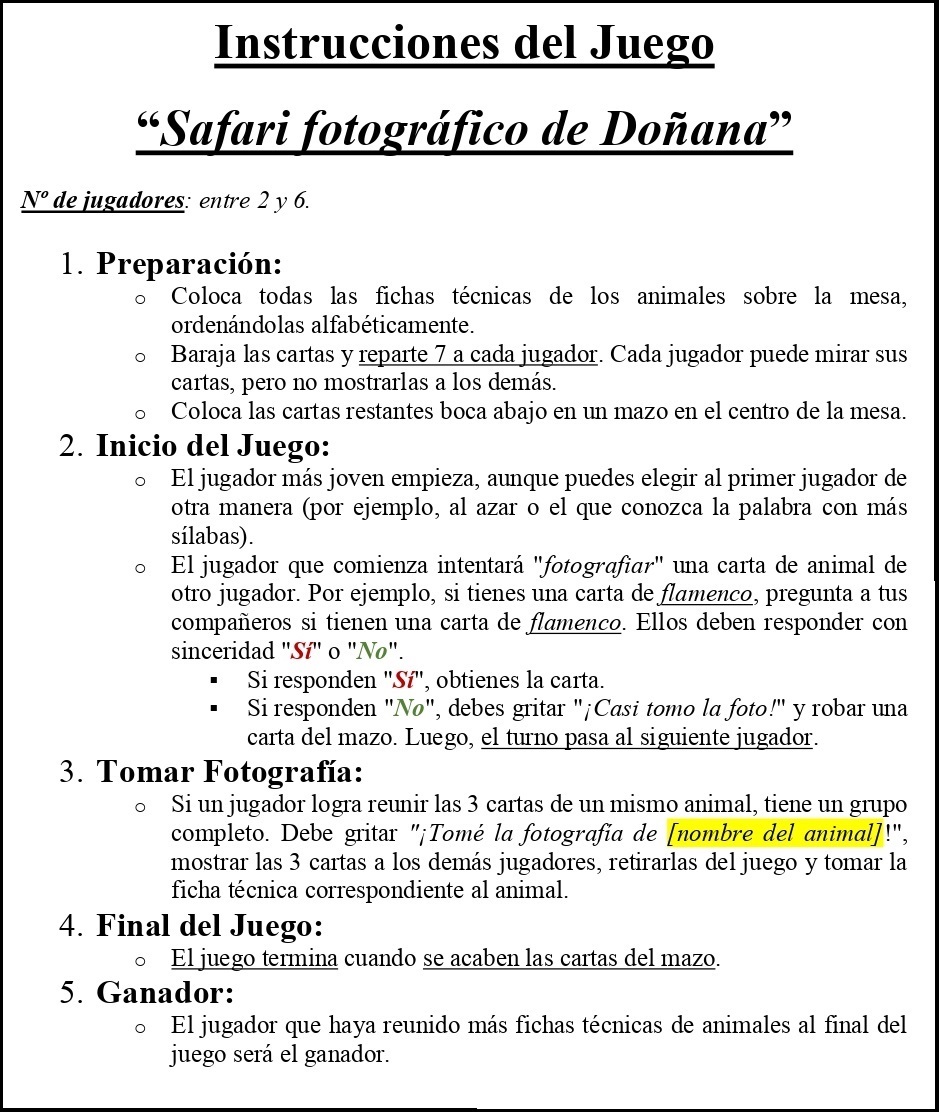 Instrucciones del Juego
“Safari fotográfico de Doñana”
Nº de jugadores: entre 2 y 6.
1. Preparación:
o Coloca todas las fichas técnicas de los animales sobre la mesa,
ordenándolas alfabéticamente.
o Baraja las cartas y reparte 7 a cada jugador. Cada jugador puede mirar sus
cartas, pero no mostrarlas a los demás.
o Coloca las cartas restantes boca abajo en un mazo en el centro de la mesa.
2. Inicio del Juego:
o El jugador más joven empieza, aunque puedes elegir al primer jugador de
otra manera (por ejemplo, al azar o el que conozca la palabra con más
sílabas).
o El jugador que comienza intentará "fotografiar" una carta de animal de
otro jugador. Por ejemplo, si tienes una carta de flamenco, pregunta a tus
compañeros si tienen una carta de flamenco. Ellos deben responder con
sinceridad "Sí" o "No".
▪ Si responden "Sí", obtienes la carta.
▪ Si responden "No", debes gritar "¡Casi tomo la foto!" y robar una
carta del mazo. Luego, el turno pasa al siguiente jugador.
3. Tomar Fotografía:
o Si un jugador logra reunir las 3 cartas de un mismo animal, tiene un grupo
completo. Debe gritar "¡Tomé la fotografía de [nombre del animal]!",
mostrar las 3 cartas a los demás jugadores, retirarlas del juego y tomar la
ficha técnica correspondiente al animal.
4. Final del Juego:
o El juego termina cuando se acaben las cartas del mazo.
5. Ganador:
o El jugador que haya reunido más fichas técnicas de animales al final del
juego será el ganador.